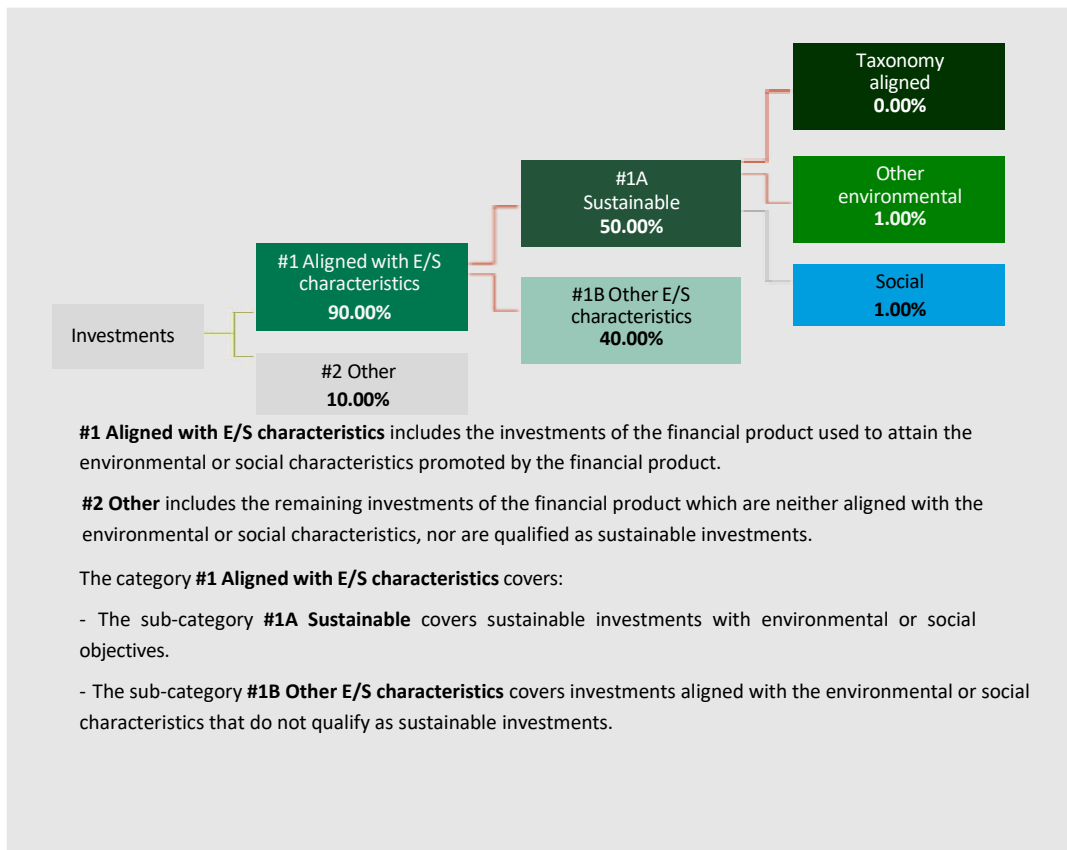 Taxonomy
aligned
0.00%
#1A
Sustainable
50.00%
Other
environmental
1.00%
#1 Aligned with E/S
characteristics
90.00%
#1B Other E/S
characteristics
40.00%
Social
1.00%
Investments
#2 Other
10.00%
#1 Aligned with E/S characteristics includes the investments of the financial product used to attain the
environmental or social characteristics promoted by the financial product.
#2 Other includes the remaining investments of the financial product which are neither aligned with the
environmental or social characteristics, nor are qualified as sustainable investments.
The category #1 Aligned with E/S characteristics covers:
- The sub-category #1A Sustainable covers sustainable investments with environmental or social
objectives.
- The sub-category #1B Other E/S characteristics covers investments aligned with the environmental or social
characteristics that do not qualify as sustainable investments.